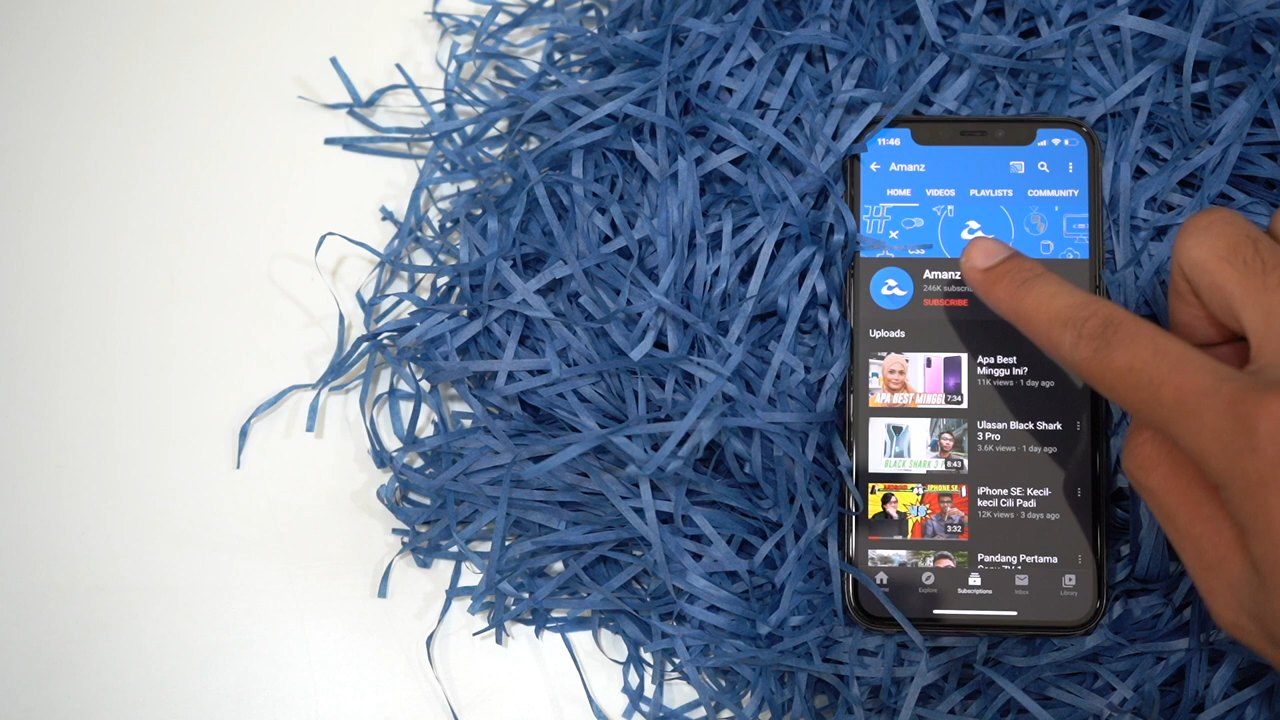 11:46
Amanz
HOME VIDEOS PLAYLISTS COMMUNITY
#
CSS
Amanz
246K
SUBSCRIBE
Uploads
Apa Best
Minggu Ini?
11K views · 1 day ago
APA BEST
7:34
Ulasan Black Shark
3 Pro
3.6K views · 1 day ago
BLACK SHARK 3
8:43
iPhone SE: Kecil-
kecil Cili Padi
12K views · 3 days ago
3:32
Pandang Pertama
Explore Subscriptions Inbox Library